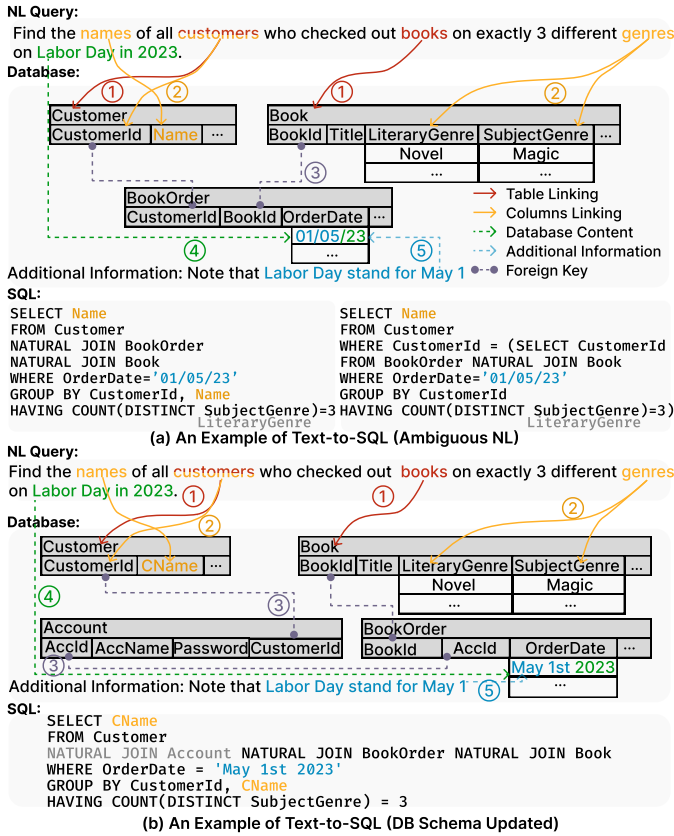 NL Query:
Find the names of all customers who checked out books on exactly 3 different genres
on Labor Day in 2023.
Database:
1 2 1 2
Customer
CustomerId Name ...
Book
BookId Title LiteraryGenre SubjectGenre ...
Novel Magic
... ...
3
BookOrder
CustomerId BookId OrderDate ...
01/05/23
...
4 5
Table Linking
Columns Linking
Database Content
Additional Information
Foreign Key
Additional Information: Note that Labor Day stand for May 1
SQL:
SELECT Name
FROM Customer
NATURAL JOIN BookOrder
NATURAL JOIN Book
WHERE OrderDate='01/05/23'
GROUP BY CustomerId, Name
HAVING COUNT(DISTINCT SubjectGenre)=3
LiteraryGenre
SELECT Name
FROM Customer
WHERE CustomerId = (SELECT CustomerId
FROM BookOrder NATURAL JOIN Book
WHERE OrderDate='01/05/23'
GROUP BY CustomerId
HAVING COUNT(DISTINCT SubjectGenre)=3)
LiteraryGenre
(a) An Example of Text-to-SQL (Ambiguous NL)
NL Query:
Find the names of all customers who checked out books on exactly 3 different genres
on Labor Day in 2023.
1 1 2
2
Database:
Customer
CustomerId CName ...
Book
BookId Title LiteraryGenre SubjectGenre ...
Novel Magic
... ...
4 3
Account
AccId AccName Password CustomerId
BookOrder
BookId AccId OrderDate ...
3
May 1st 2023
...
Additional Information: Note that Labor Day stand for May 1
5
SQL:
SELECT CName
FROM Customer
NATURAL JOIN Account NATURAL JOIN BookOrder NATURAL JOIN Book
WHERE OrderDate = 'May 1st 2023'
GROUP BY CustomerId, CName
HAVING COUNT(DISTINCT SubjectGenre) = 3
(b) An Example of Text-to-SQL (DB Schema Updated)